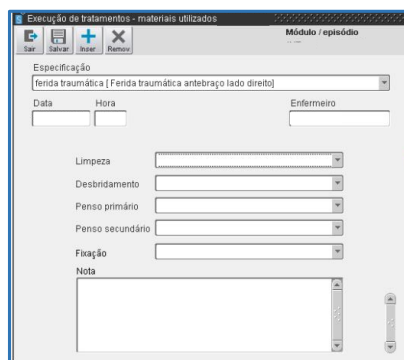 Execução de tratamentos - materiais utilizados
Sair Salvar Inser Remov
Módulo / episódio
Especificação
ferida traumática [ Ferida traumática antebraço lado direito]
Data Hora Enfermeiro
Limpeza
Desbridamento
Penso primário
Penso secundário
Fixação
Nota